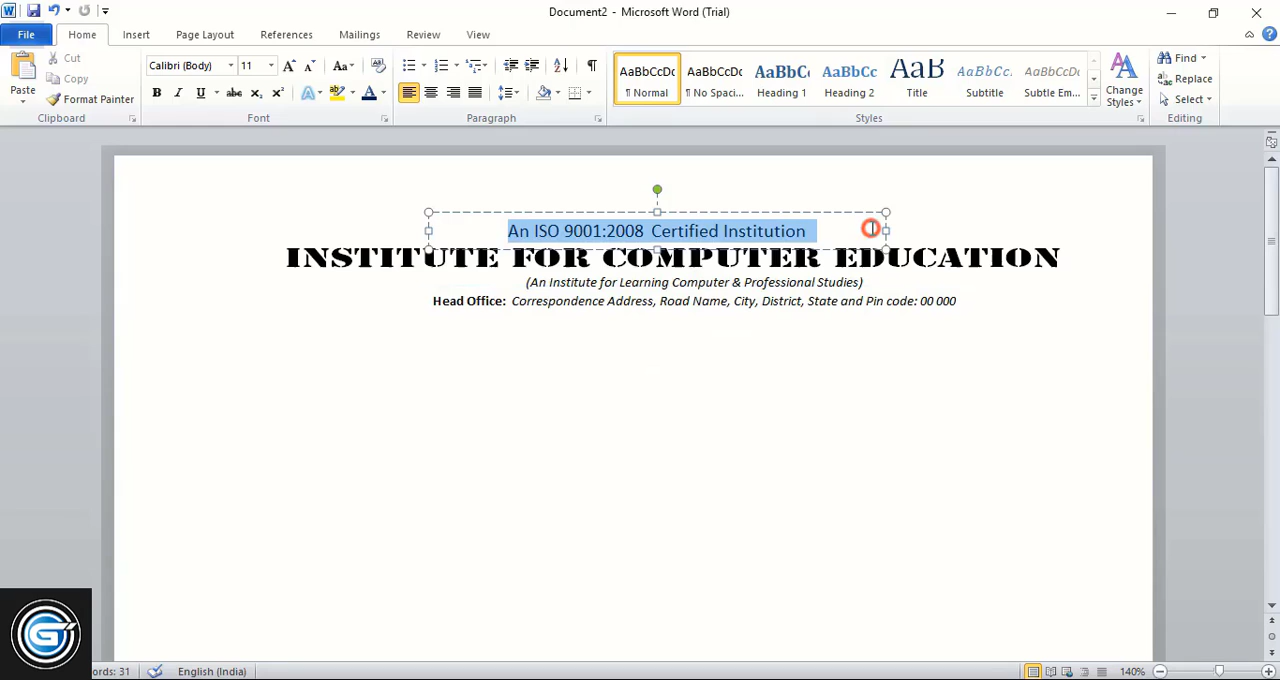 Document2 - Microsoft Word (Trial)
File Home Insert Page Layout References Mailings Review View
Paste
Cut
Copy
Format Painter
Clipboard
Calibri (Body) 11
Font
Paragraph
AaBbCcDc AaBbCcDc AaBbC AaBbCc AaB AaBbCc. AaBbCcDc
¶ Normal ¶ No Spaci... Heading 1 Heading 2 Title Subtitle Subtle Em...
Change Styles
Styles
Find
Replace
Select
Editing
An ISO 9001:2008 Certified Institution
INSTITUTE FOR COMPUTER EDUCATION
(An Institute for Learning Computer & Professional Studies)
Head Office: Correspondence Address, Road Name, City, District, State and Pin code: 00 000
ords: 31 English (India) 140%